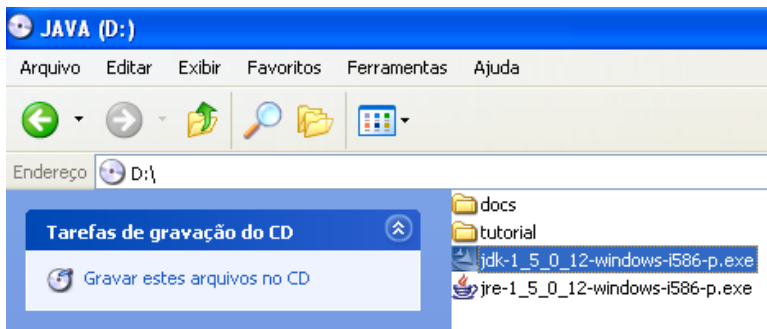 JAVA (D:)
Arquivo Editar Exibir Favoritos Ferramentas Ajuda
Endereço D:\
docs
Tarefas de gravação do CD
tutorial
jdk-1_5_0_12-windows-i586-p.exe
Gravar estes arquivos no CD
jre-1_5_0_12-windows-i586-p.exe